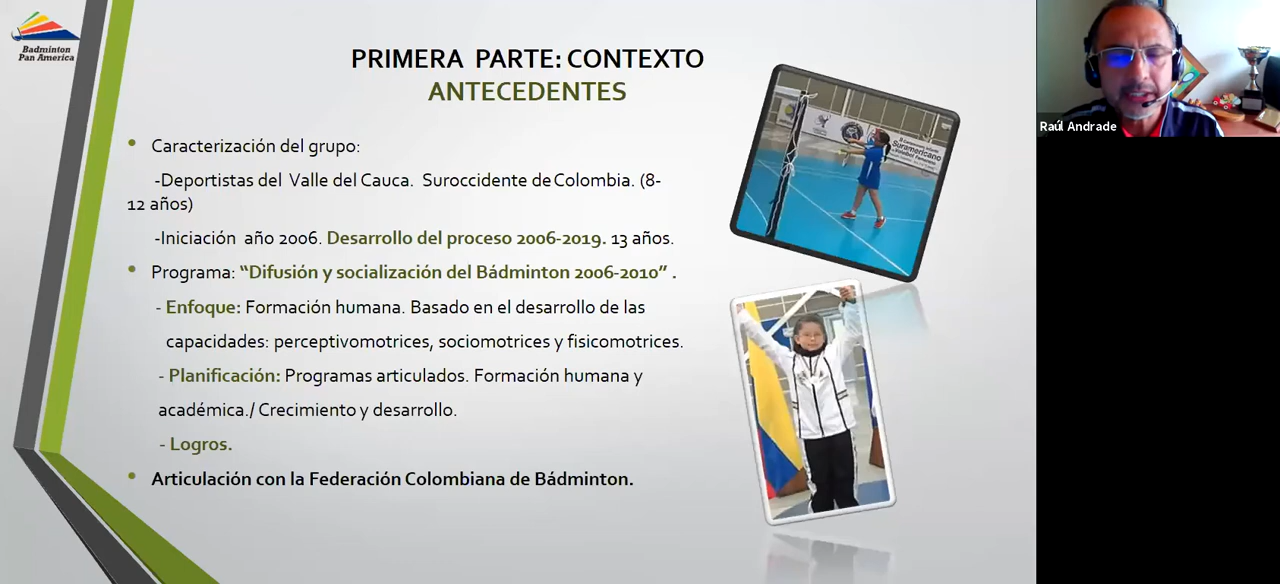 Bádminton
Pan America
PRIMERA PARTE: CONTEXTO
ANTECEDENTES
• Caracterización del grupo:
-Deportistas del Valle del Cauca. Suroccidente de Colombia. (8-
12 años)
-Iniciación año 2006. Desarrollo del proceso 2006-2019. 13 años.
• Programa: “Difusión y socialización del Bádminton 2006-2010” .
- Enfoque: Formación humana. Basado en el desarrollo de las
capacidades: perceptivomotrices, sociomotrices y fisicomotrices.
- Planificación: Programas articulados. Formación humana y
académica./ Crecimiento y desarrollo.
- Logros.
• Articulación con la Federación Colombiana de Bádminton.
Suramericano
Raúl Andrade